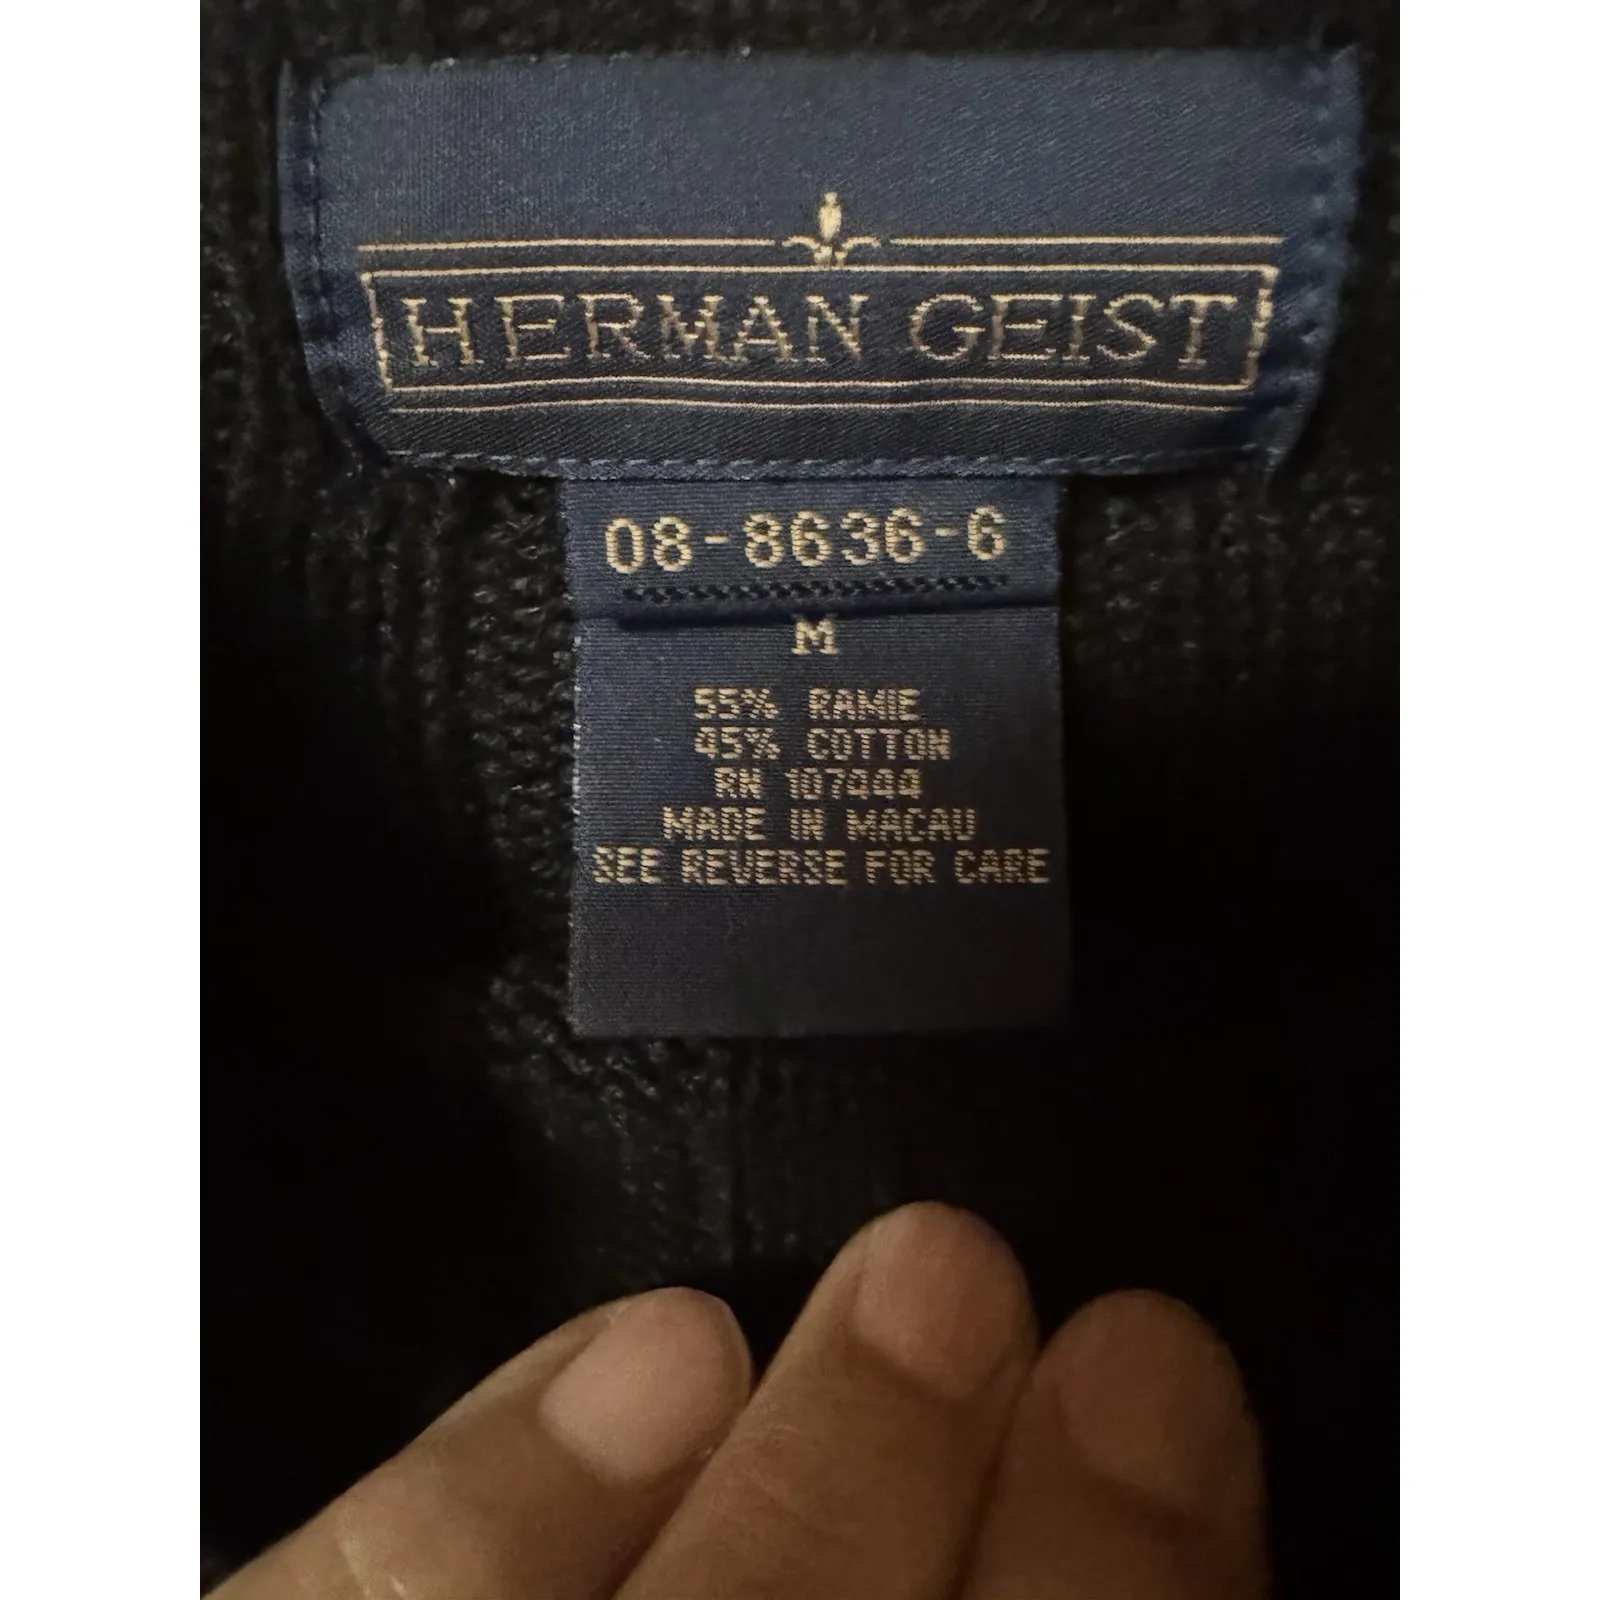 HERMAN GEIST
08-8636-6
M
55% RAMIE
45% COTTON
RN 107444
MADE IN MACAU
SEE REVERSE FOR CARE